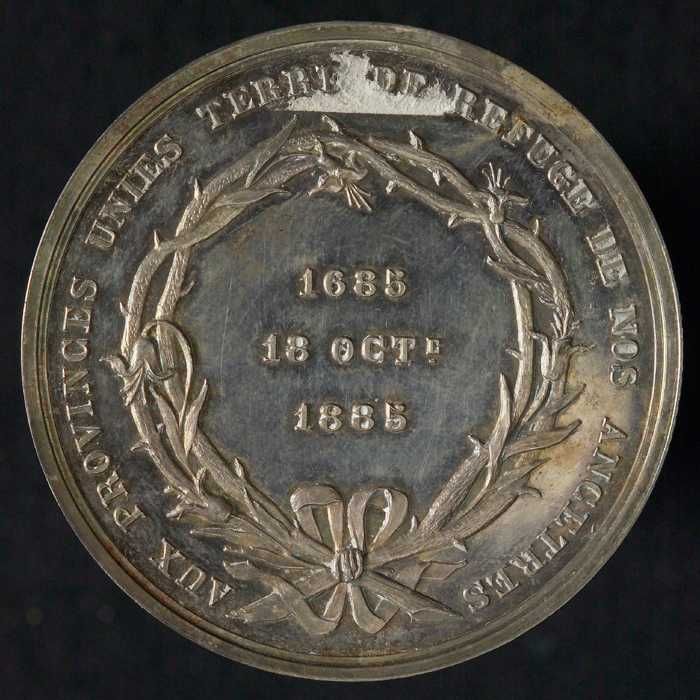 AUX PROVINCES UNIES TERRE DE REFUGE DE NOS ANCETRES
1685
18 OCTE
1885